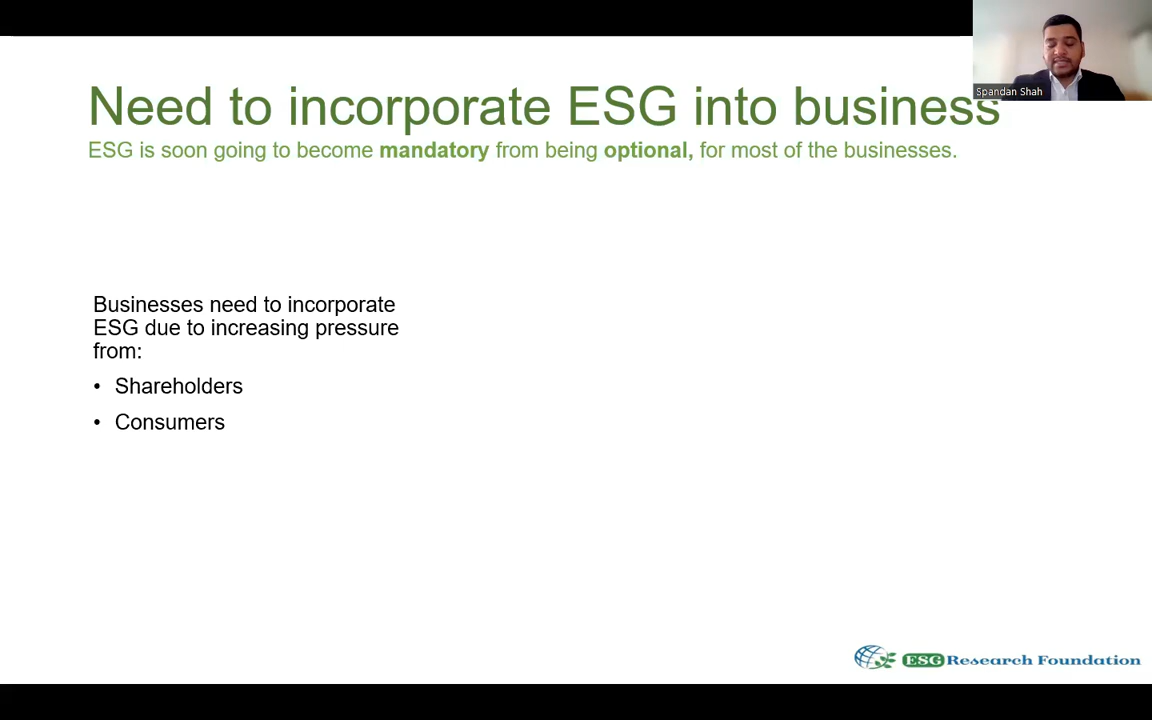 Need to incorporate ESG into business
ESG is soon going to become mandatory from being optional, for most of the businesses.
Spandan Shah
Businesses need to incorporate
ESG due to increasing pressure
from:
• Shareholders
• Consumers
ESG Research Foundation